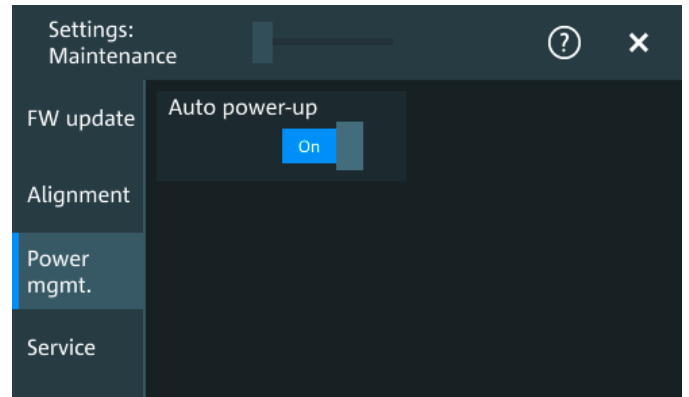 Settings:
Maintenance
?
FW update
Auto power-up
On
Alignment
Power
mgmt.
Service